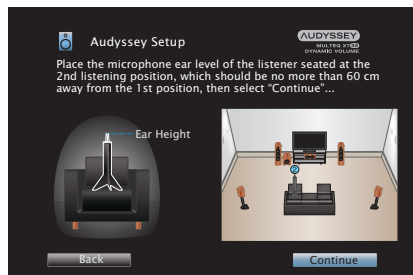 Audyssey Setup
AUDYSSEY
MULTEQ XT32
DYNAMIC VOLUME
Place the microphone ear level of the listener seated at the
2nd listening position, which should be no more than 60 cm
away from the 1st position, then select “Continue”...
Ear Height
2
Back
Continue